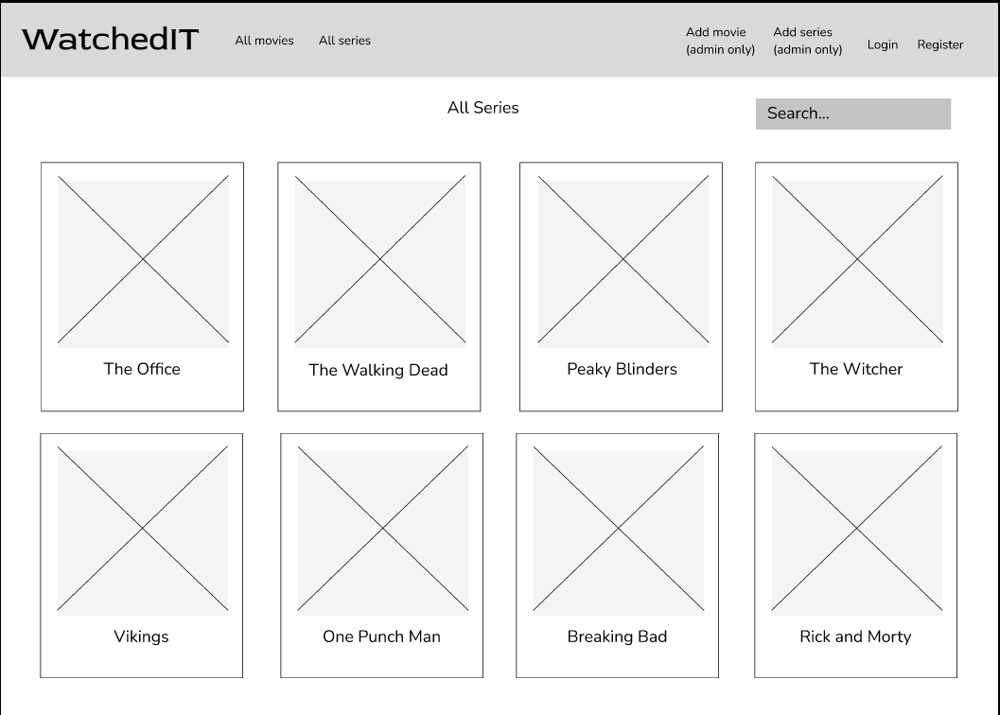 WatchedIT
All movies
All series
Add movie
(admin only)
Add series
(admin only)
Login
Register
All Series
Search...
The Office
The Walking Dead
Peaky Blinders
The Witcher
Vikings
One Punch Man
Breaking Bad
Rick and Morty